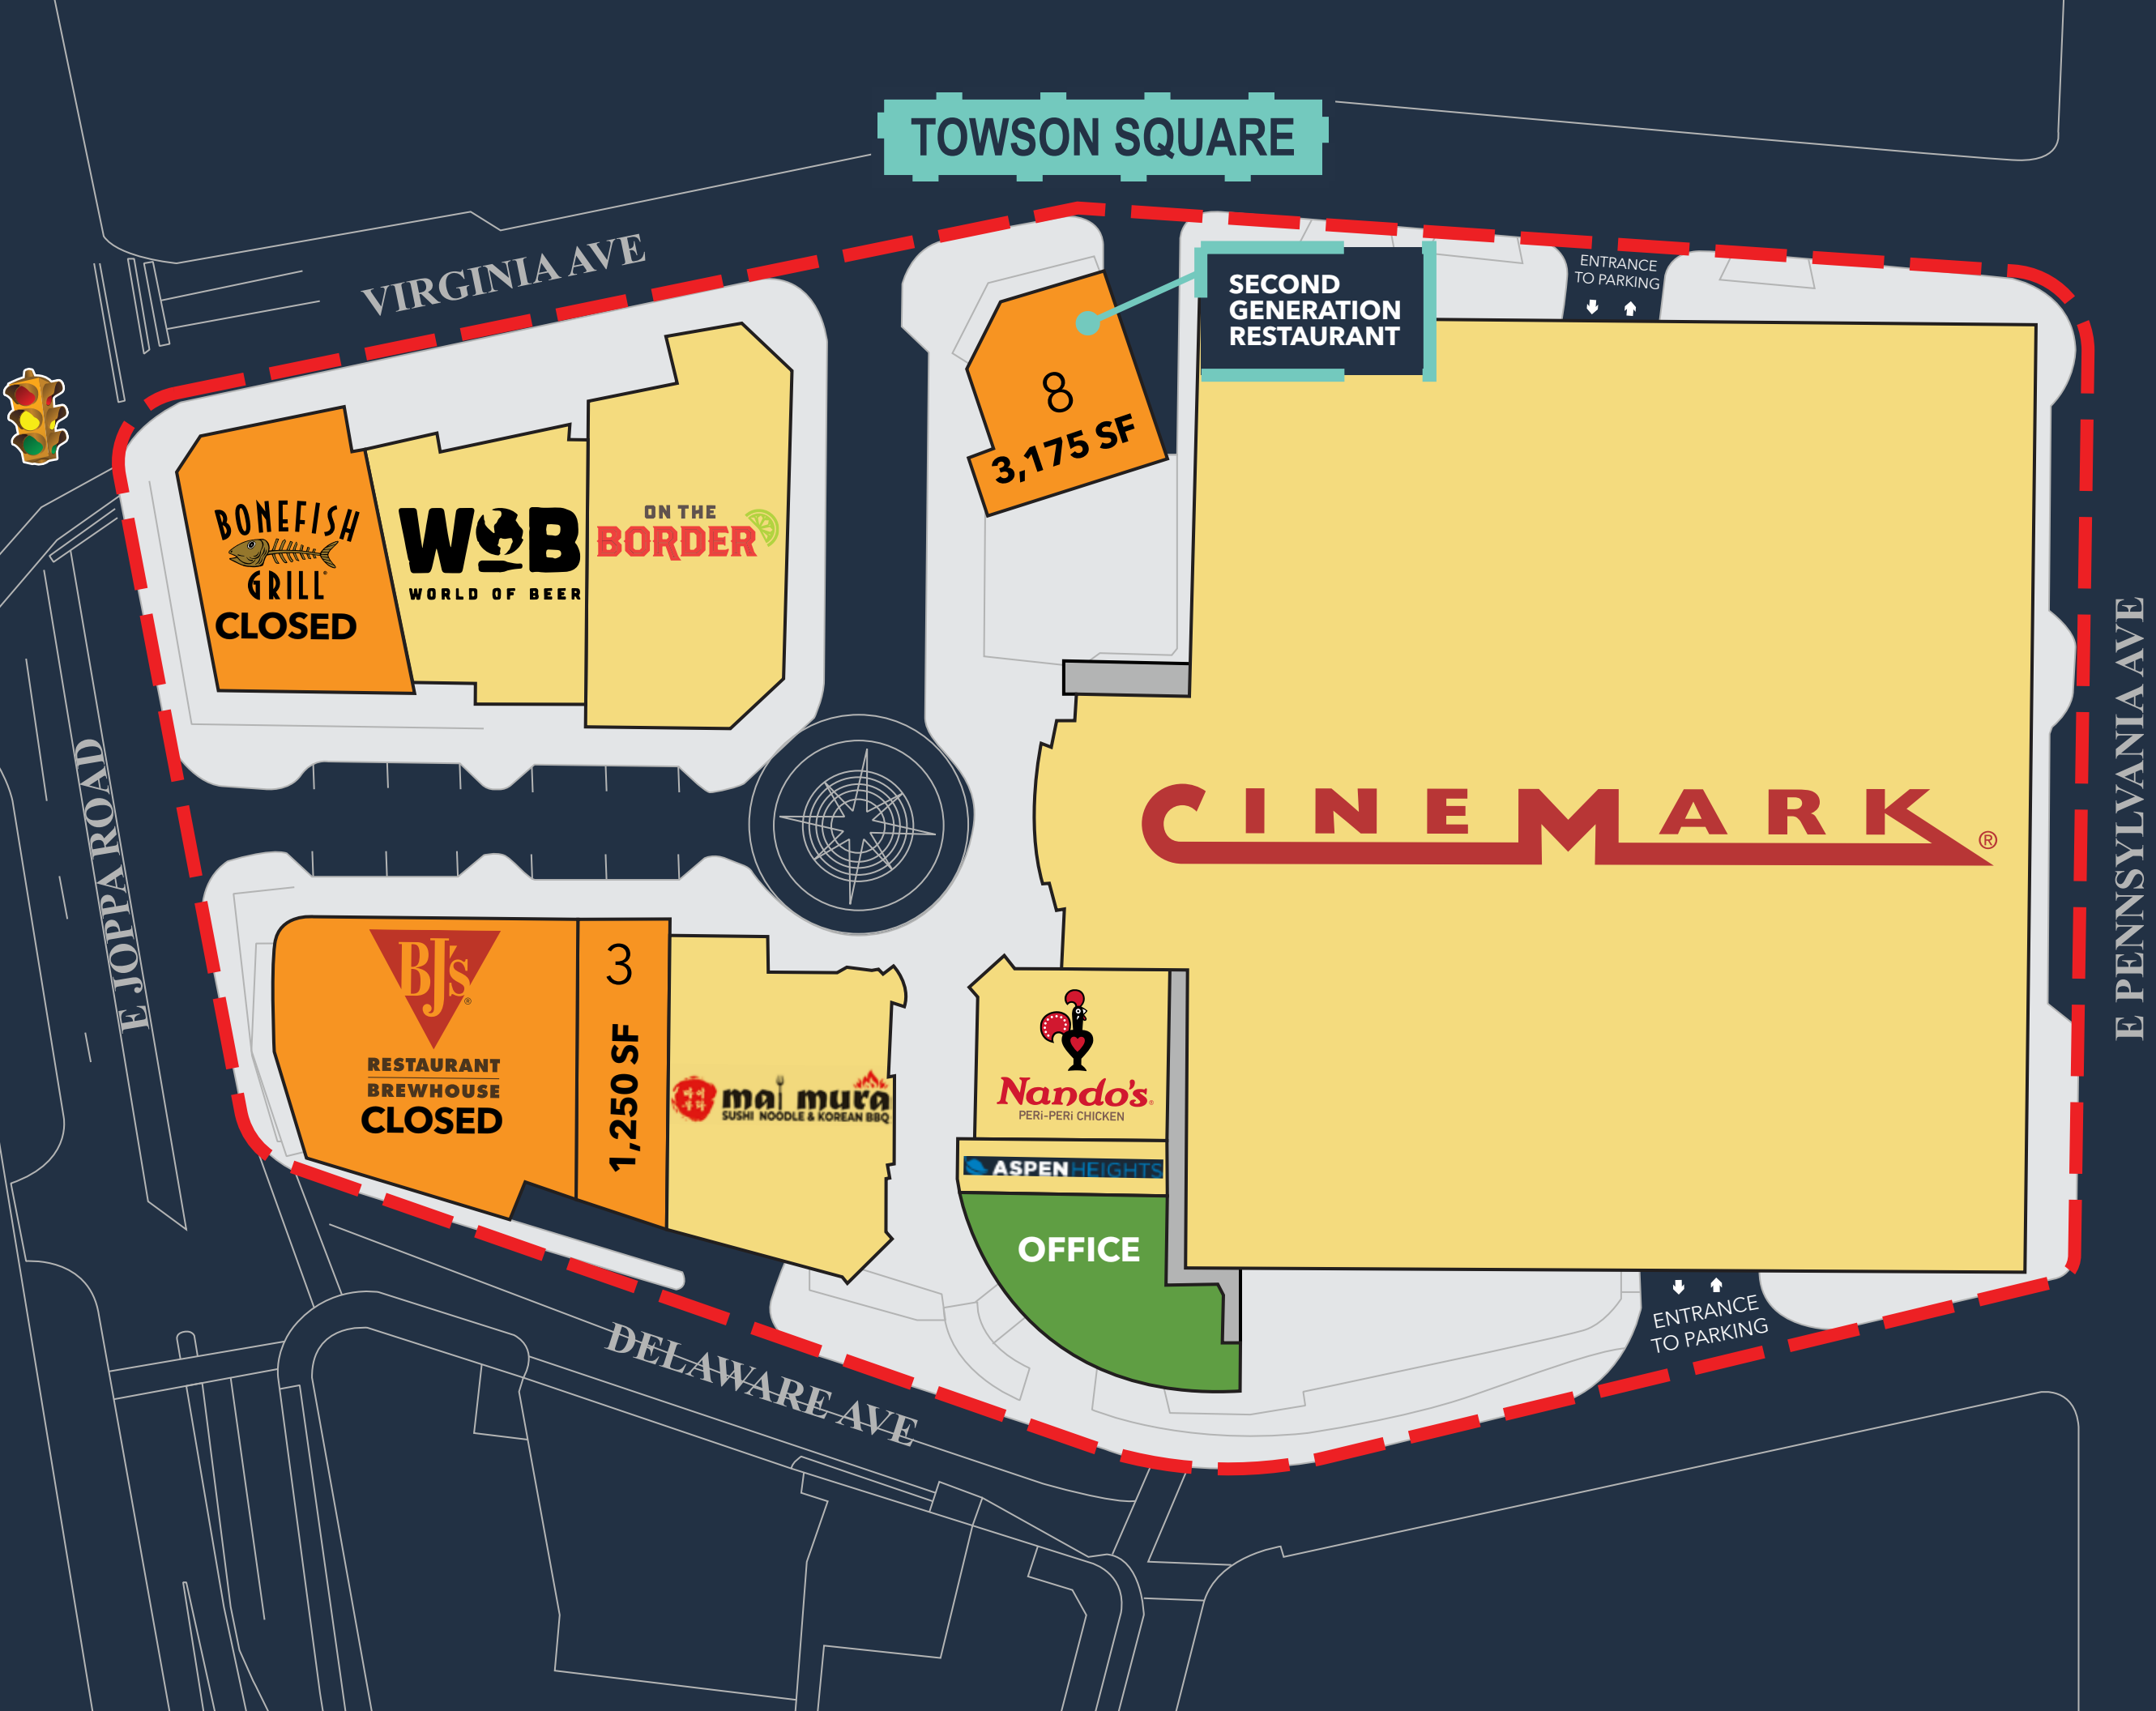 TOWSON SQUARE
VIRGINIA AVE
ENTRANCE
TO PARKING
SECOND
GENERATION
RESTAURANT
8
3,175 SF
BONEFISH
GRILL
CLOSED
WOB
WORLD OF BEER
ON THE
BORDER
E JOPPA ROAD
E PENNSYLVANIA AVE
CINEMARK®
BJ's®
RESTAURANT
BREWHOUSE
CLOSED
3
1,250 SF
mai mura
SUSHI NOODLE & KOREAN BBQ
Nando's®
PERi-PERi CHICKEN
ASPENHEIGHTS
OFFICE
ENTRANCE
TO PARKING
DELAWARE AVE